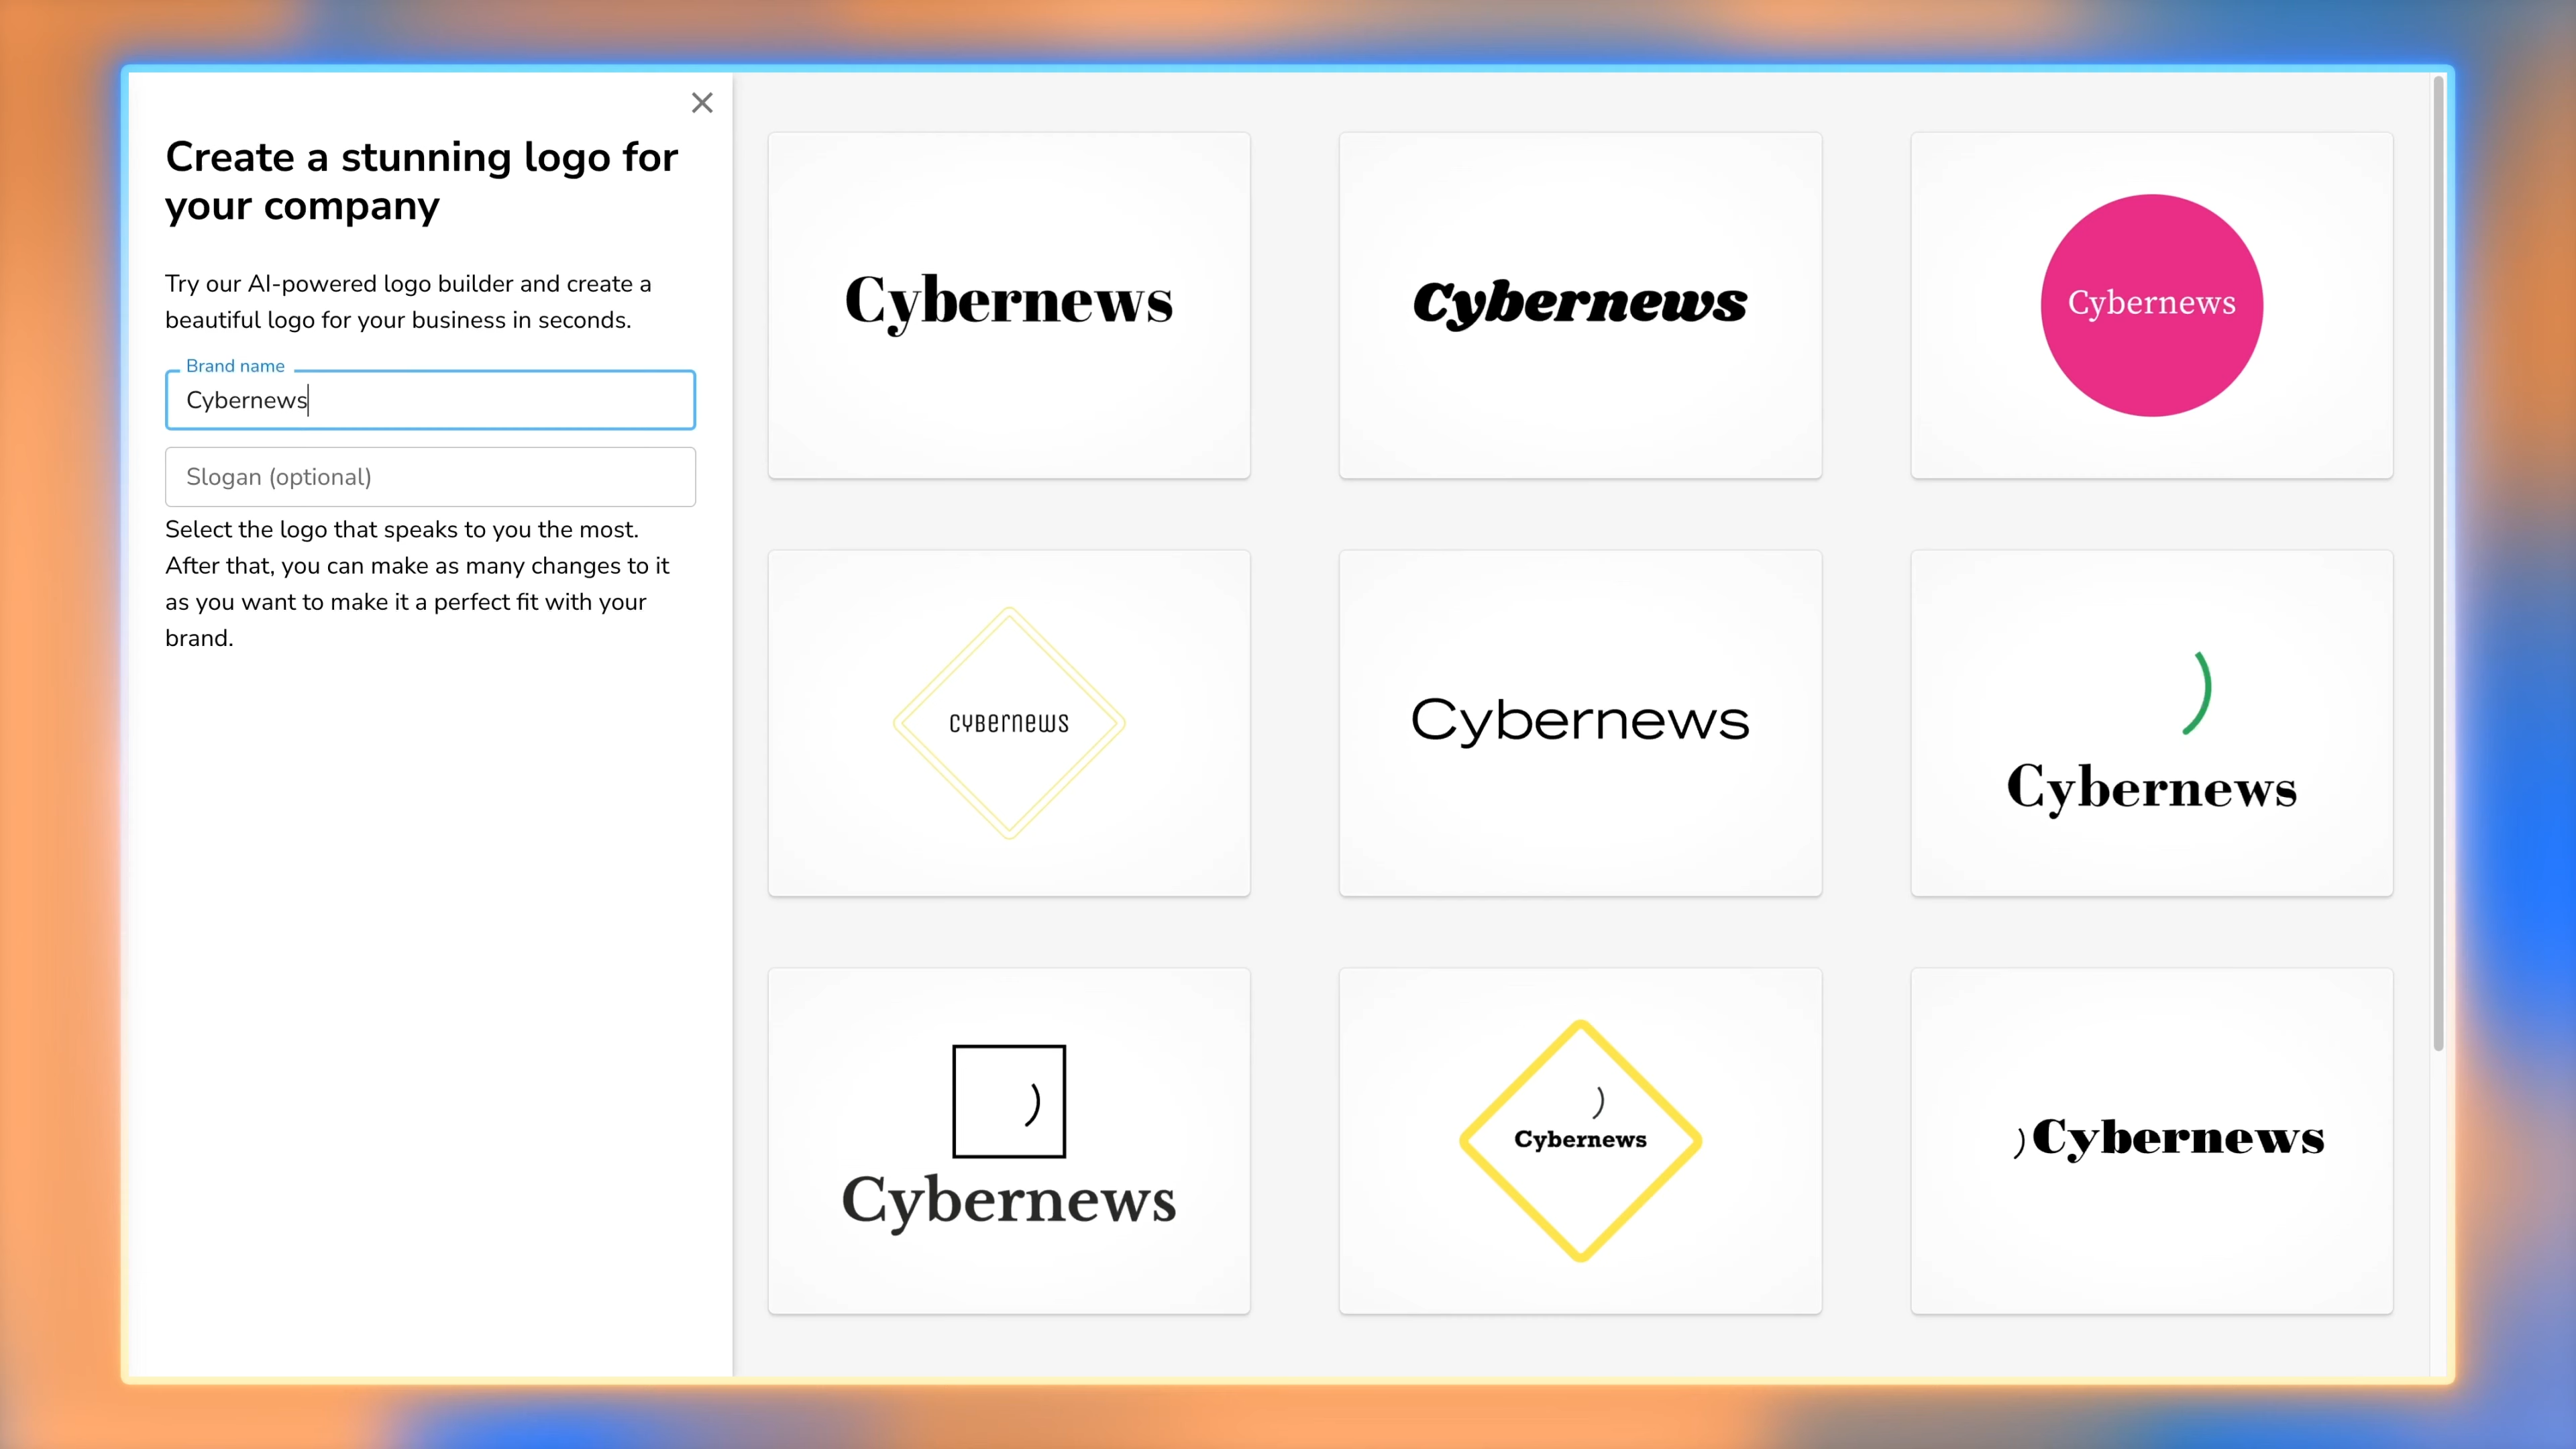 Create a stunning logo for
your company
Try our AI-powered logo builder and create a
beautiful logo for your business in seconds.
Brand name
Cybernews
Slogan (optional)
Select the logo that speaks to you the most.
After that, you can make as many changes to it
as you want to make it a perfect fit with your
brand.
Cybernews
Cybernews
Cybernews
CYBERNEWS
Cybernews
Cybernews
Cybernews
Cybernews
Cybernews